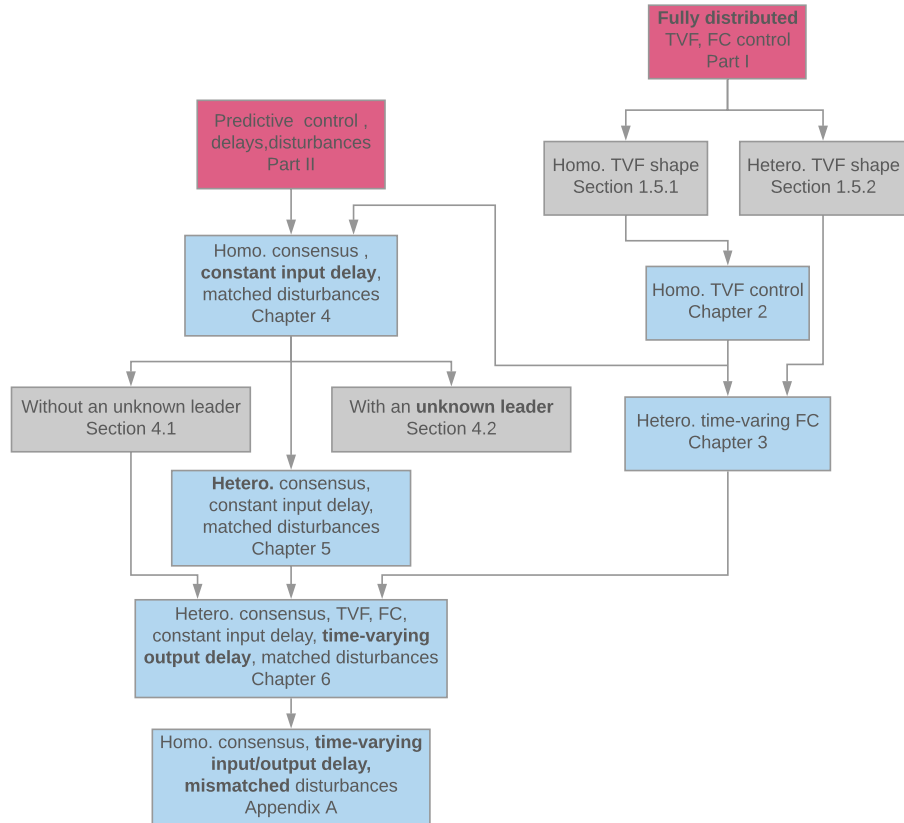 Fully distributed
TVF, FC control
Part I
Predictive control ,
delays,disturbances
Part II
Homo. TVF shape
Section 1.5.1
Hetero. TVF shape
Section 1.5.2
Homo. consensus ,
constant input delay,
matched disturbances
Chapter 4
Homo. TVF control
Chapter 2
Without an unknown leader
Section 4.1
With an unknown leader
Section 4.2
Hetero. time-varing FC
Chapter 3
Hetero. consensus,
constant input delay,
matched disturbances
Chapter 5
Hetero. consensus, TVF, FC,
constant input delay, time-varying
output delay, matched disturbances
Chapter 6
Homo. consensus, time-varying
input/output delay,
mismatched disturbances
Appendix A